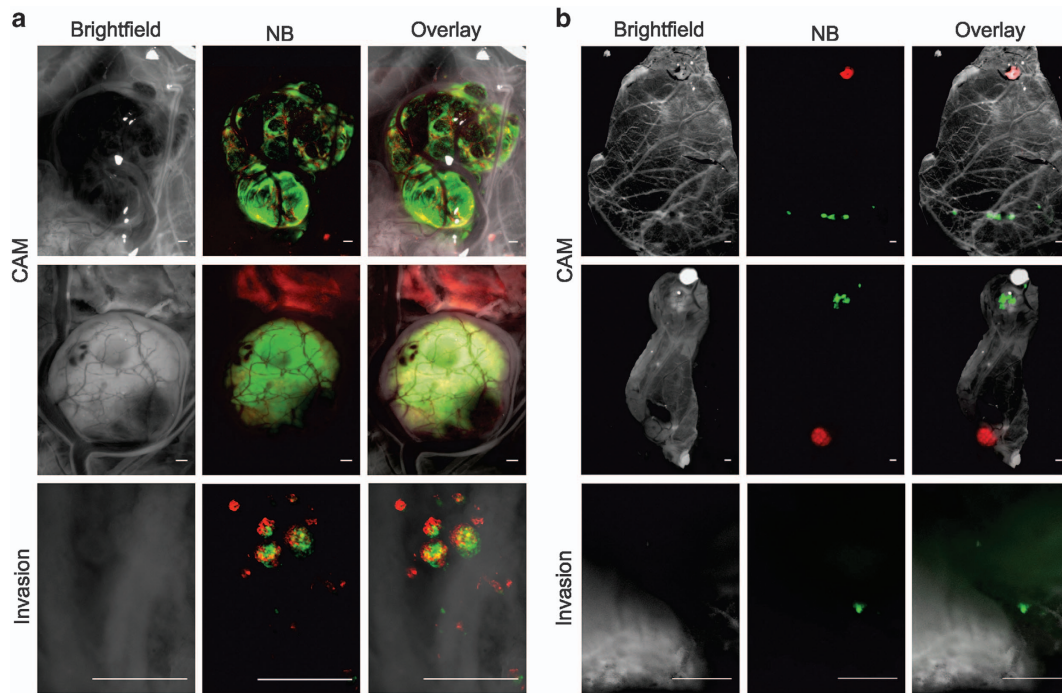 a
Brightfield NB Overlay
CAM
Invasion
b
Brightfield NB Overlay
CAM
Invasion